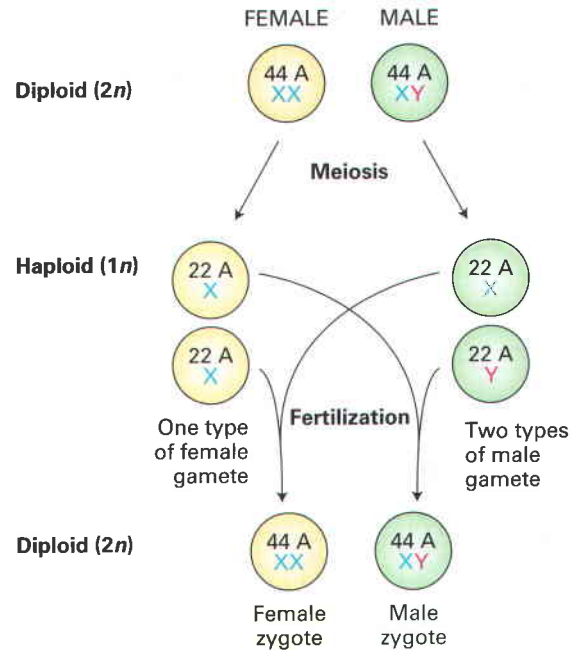 FEMALE MALE
44 A 44 A
XX XY
Diploid (2n)
Meiosis
Haploid (1n)
22 A 22 A
X X
22 A 22 A
X Y
Fertilization
One type
of female
gamete
Two types
of male
gamete
Diploid (2n)
44 A 44 A
XX XY
Female
zygote
Male
zygote